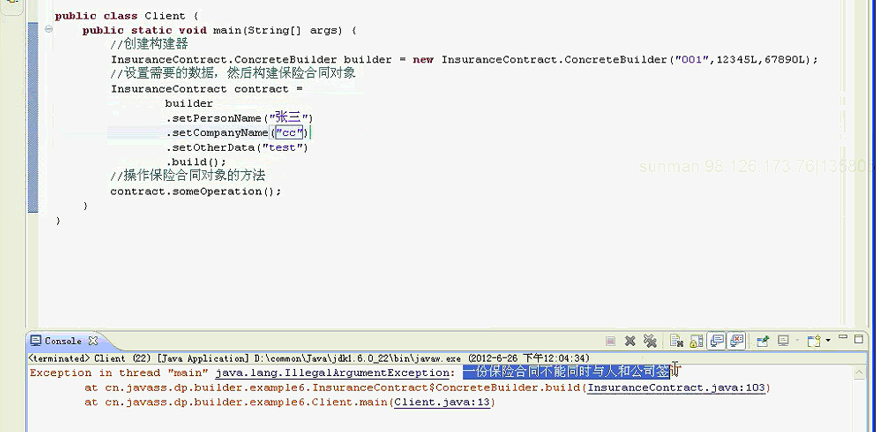 public class Client {
public static void main(String[] args) {
//创建构建器
InsuranceContract.ConcreteBuilder builder = new InsuranceContract.ConcreteBuilder("001",12345L,67890L);
//设置需要的数据，然后构建保险合同对象
InsuranceContract contract =
builder
.setPersonName("张三")
.setCompanyName("cc")
.setOtherData("test")
.build();
//操作保险合同对象的方法
contract.someOperation();
}
}
sunman 98 126.173.76|135805
Console
<terminated> Client (22) [Java Application] D:\common\Java\jdk1.6.0_22\bin\javaw.exe (2012-6-26 下午12:04:34)
Exception in thread "main" java.lang.IllegalArgumentException: 一份保险合同不能同时与人和公司签订
at cn.javass.dp.builder.example6.InsuranceContract$ConcreteBuilder.build(InsuranceContract.java:103)
at cn.javass.dp.builder.example6.Client.main(Client.java:13)